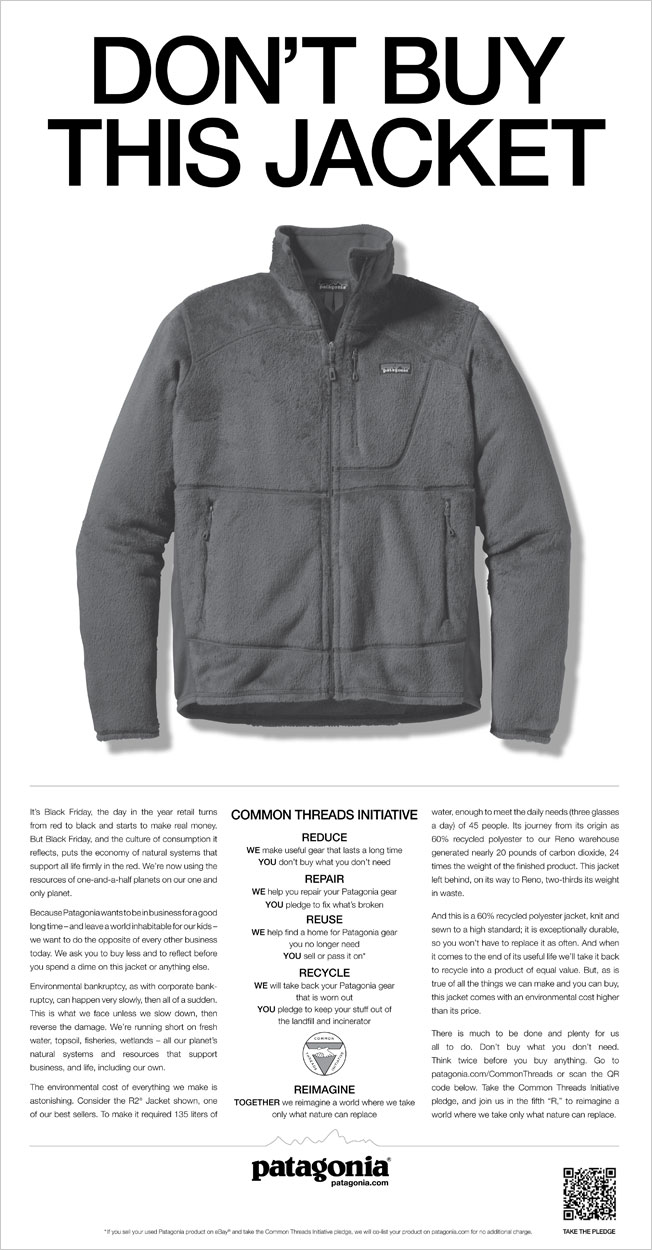 DON'T BUY
THIS JACKET
patagonia
patagonia
It's Black Friday, the day in the year retail turns
from red to black and starts to make real money.
But Black Friday, and the culture of consumption it
reflects, puts the economy of natural systems that
support all life firmly in the red. We're now using the
resources of one-and-a-half planets on our one and
only planet.
Because Patagonia wants to be in business for a good
long time – and leave a world inhabitable for our kids –
we want to do the opposite of every other business
today. We ask you to buy less and to reflect before
you spend a dime on this jacket or anything else.
Environmental bankruptcy, as with corporate bank-
ruptcy, can happen very slowly, then all of a sudden.
This is what we face unless we slow down, then
reverse the damage. We're running short on fresh
water, topsoil, fisheries, wetlands – all our planet's
natural systems and resources that support
business, and life, including our own.
The environmental cost of everything we make is
astonishing. Consider the R2® Jacket shown, one
of our best sellers. To make it required 135 liters of
COMMON THREADS INITIATIVE
REDUCE
WE make useful gear that lasts a long time
YOU don't buy what you don't need
REPAIR
WE help you repair your Patagonia gear
YOU pledge to fix what's broken
REUSE
WE help find a home for Patagonia gear
you no longer need
YOU sell or pass it on*
RECYCLE
WE will take back your Patagonia gear
that is worn out
YOU pledge to keep your stuff out of
the landfill and incinerator
COMMON
THREADS
INITIATIVE
REIMAGINE
TOGETHER we reimagine a world where we take
only what nature can replace
water, enough to meet the daily needs (three glasses
a day) of 45 people. Its journey from its origin as
60% recycled polyester to our Reno warehouse
generated nearly 20 pounds of carbon dioxide, 24
times the weight of the finished product. This jacket
left behind, on its way to Reno, two-thirds its weight
in waste.
And this is a 60% recycled polyester jacket, knit and
sewn to a high standard; it is exceptionally durable,
so you won't have to replace it as often. And when
it comes to the end of its useful life we'll take it back
to recycle into a product of equal value. But, as is
true of all the things we can make and you can buy,
this jacket comes with an environmental cost higher
than its price.
There is much to be done and plenty for us
all to do. Don't buy what you don't need.
Think twice before you buy anything. Go to
patagonia.com/CommonThreads or scan the QR
code below. Take the Common Threads Initiative
pledge, and join us in the fifth "R," to reimagine a
world where we take only what nature can replace.
patagonia®
patagonia.com
*If you sell your used Patagonia product on eBay® and take the Common Threads Initiative pledge, we will co-list your product on patagonia.com for no additional charge.
TAKE THE PLEDGE